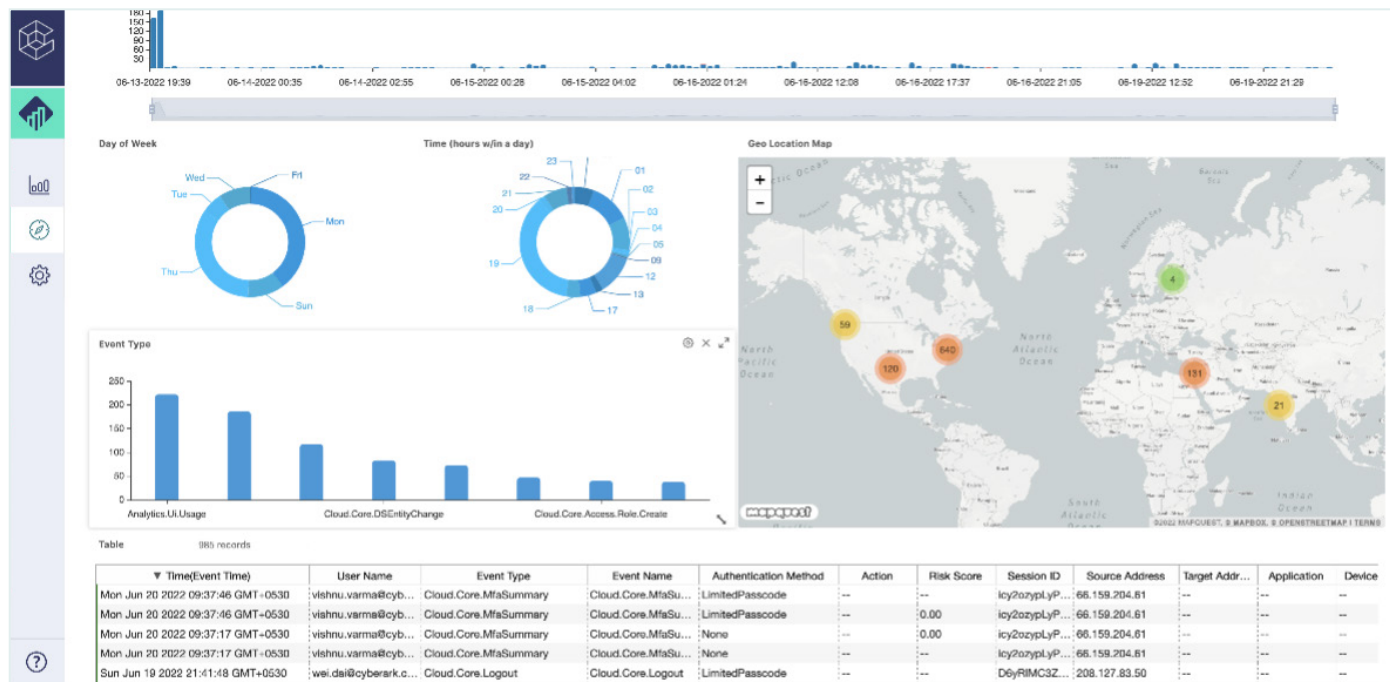 180
150
120
90
60
30
06-13-2022 19:39 06-14-2022 00:35 06-14-2022 02:55 06-15-2022 00:26 06-15-2022 04:02 06-16-2022 01:24 06-16-2022 12:08 06-16-2022 17:37 06-16-2022 21:05 06-19-2022 12:52 06-19-2022 21:29
Day of Week
Fri
Wed
Tue
Mon
Thu
Sun
Time (hours w/in a day)
23
22
21
20
19
18
01
02
03
04
05
09
12
13
17
Geo Location Map
+
−
North Pacific Ocean
North Atlantic Ocean
South Atlantic Ocean
Indian Ocean
59
120
640
4
131
21
mapquest
©2022 MAPQUEST, © MAPBOX, © OPENSTREETMAP | TERMS
Event Type
250
200
150
100
50
0
Analytics.Ui.Usage Cloud.Core.DSEntityChange Cloud.Core.Access.Role.Create
Table 985 records
▼ Time(Event Time) User Name Event Type Event Name Authentication Method Action Risk Score Session ID Source Address Target Addr... Application Device
Mon Jun 20 2022 09:37:46 GMT+0530 vishnu.varma@cyb... Cloud.Core.MfaSummary Cloud.Core.MfaSu... LimitedPasscode -- -- icy2ozypLyP... 66.159.204.61 -- --
Mon Jun 20 2022 09:37:46 GMT+0530 vishnu.varma@cyb... Cloud.Core.MfaSummary Cloud.Core.MfaSu... LimitedPasscode -- 0.00 icy2ozypLyP... 66.159.204.61 -- --
Mon Jun 20 2022 09:37:17 GMT+0530 vishnu.varma@cyb... Cloud.Core.MfaSummary Cloud.Core.MfaSu... None -- 0.00 icy2ozypLyP... 66.159.204.61 -- --
Mon Jun 20 2022 09:37:17 GMT+0530 vishnu.varma@cyb... Cloud.Core.MfaSummary Cloud.Core.MfaSu... None -- -- icy2ozypLyP... 66.159.204.61 -- --
Sun Jun 19 2022 21:41:48 GMT+0530 wei.dai@cyberark.c... Cloud.Core.Logout Cloud.Core.Logout LimitedPasscode -- -- D6yRIMC3Z... 208.127.83.50 -- --